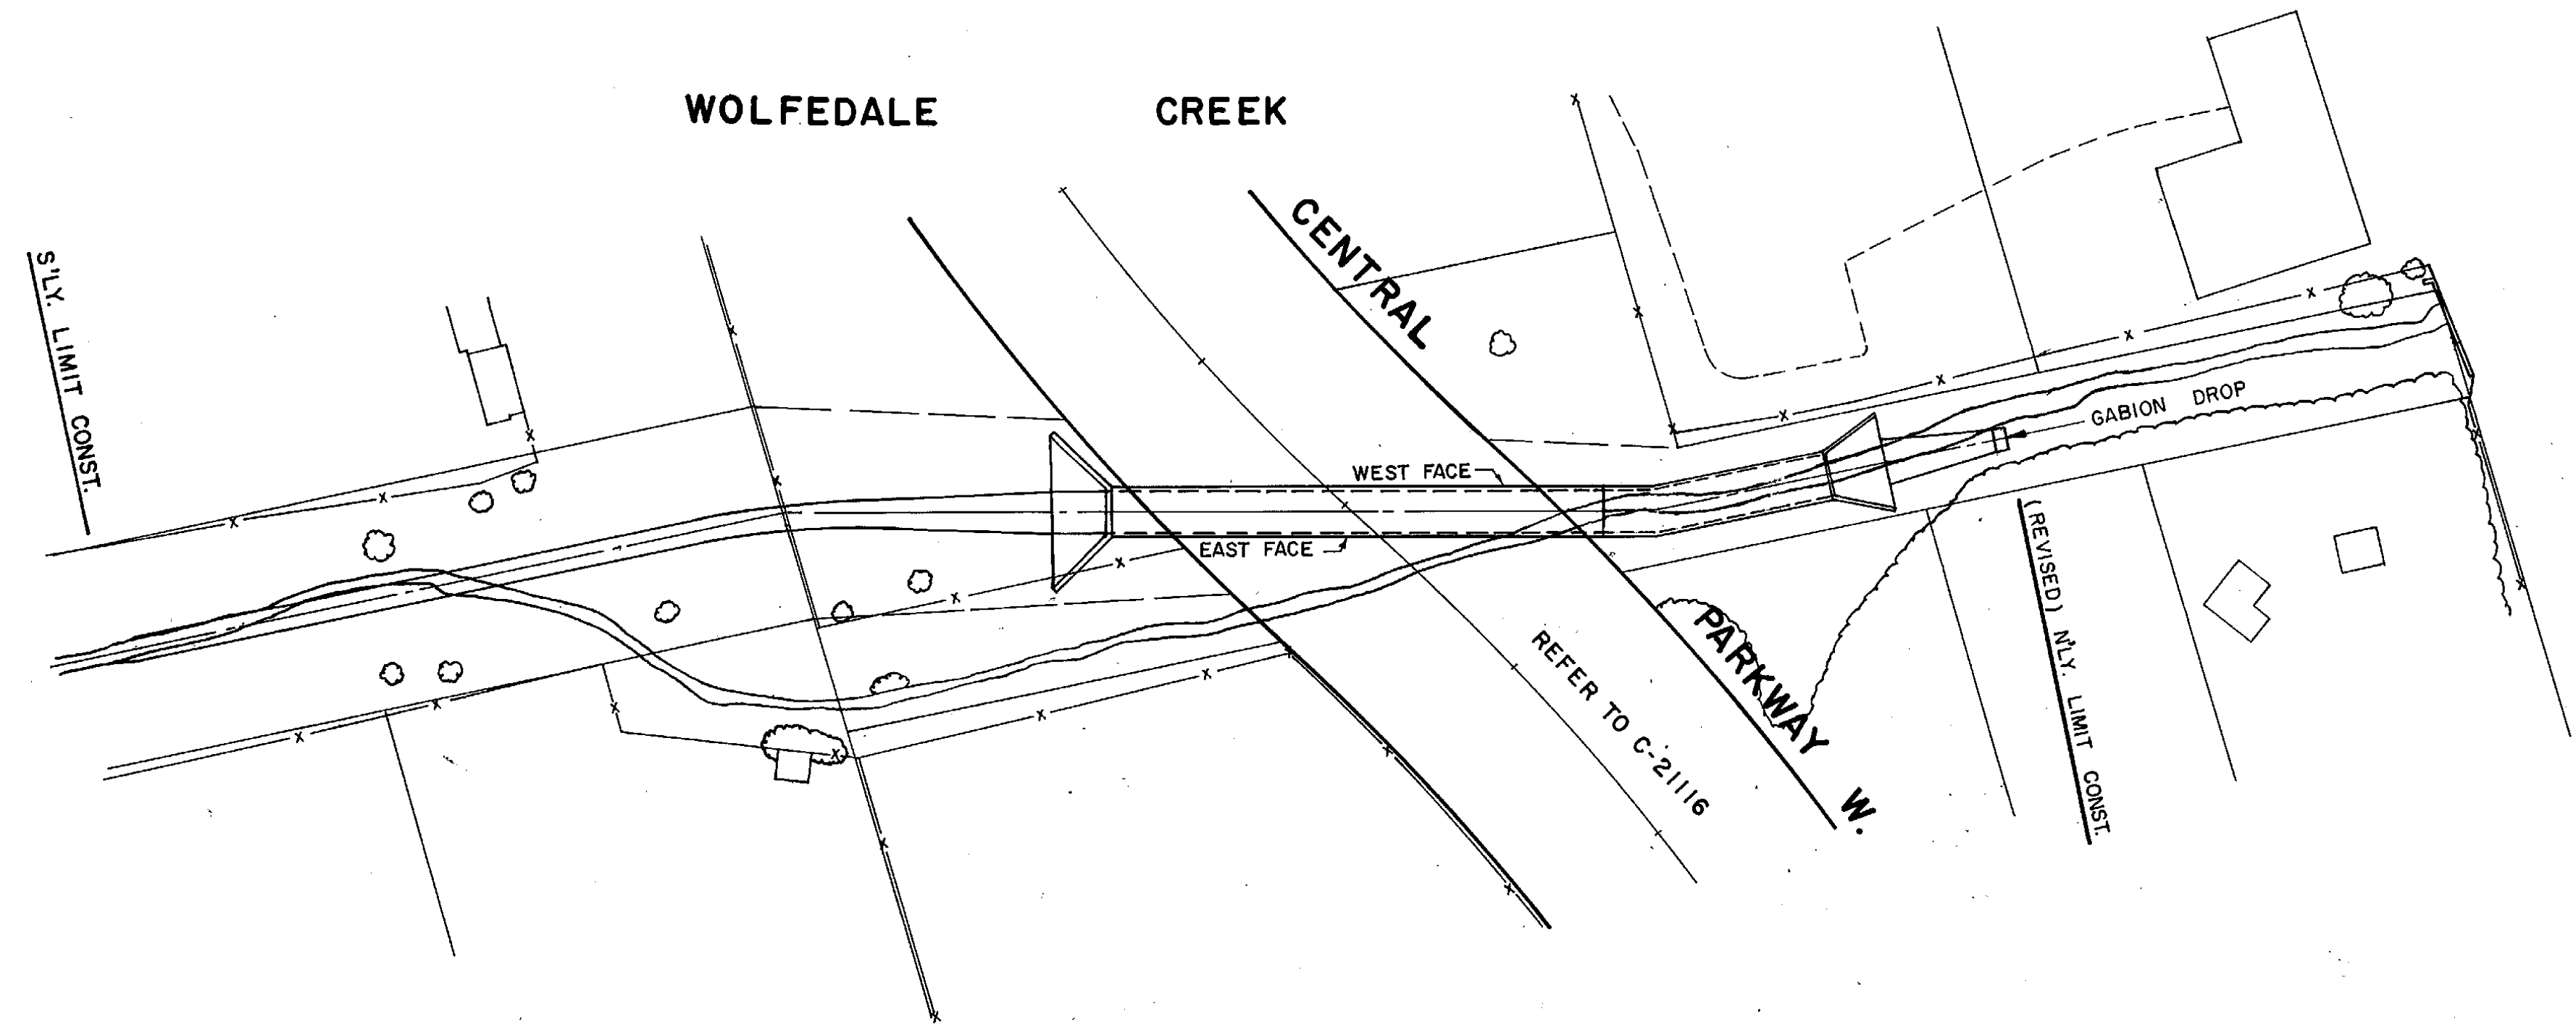 WOLFEDALE CREEK
S'LY. LIMIT CONST.
CENTRAL PARKWAY W.
WEST FACE
EAST FACE
GABION DROP
REFER TO C-21116
(REVISED) N'LY. LIMIT CONST.